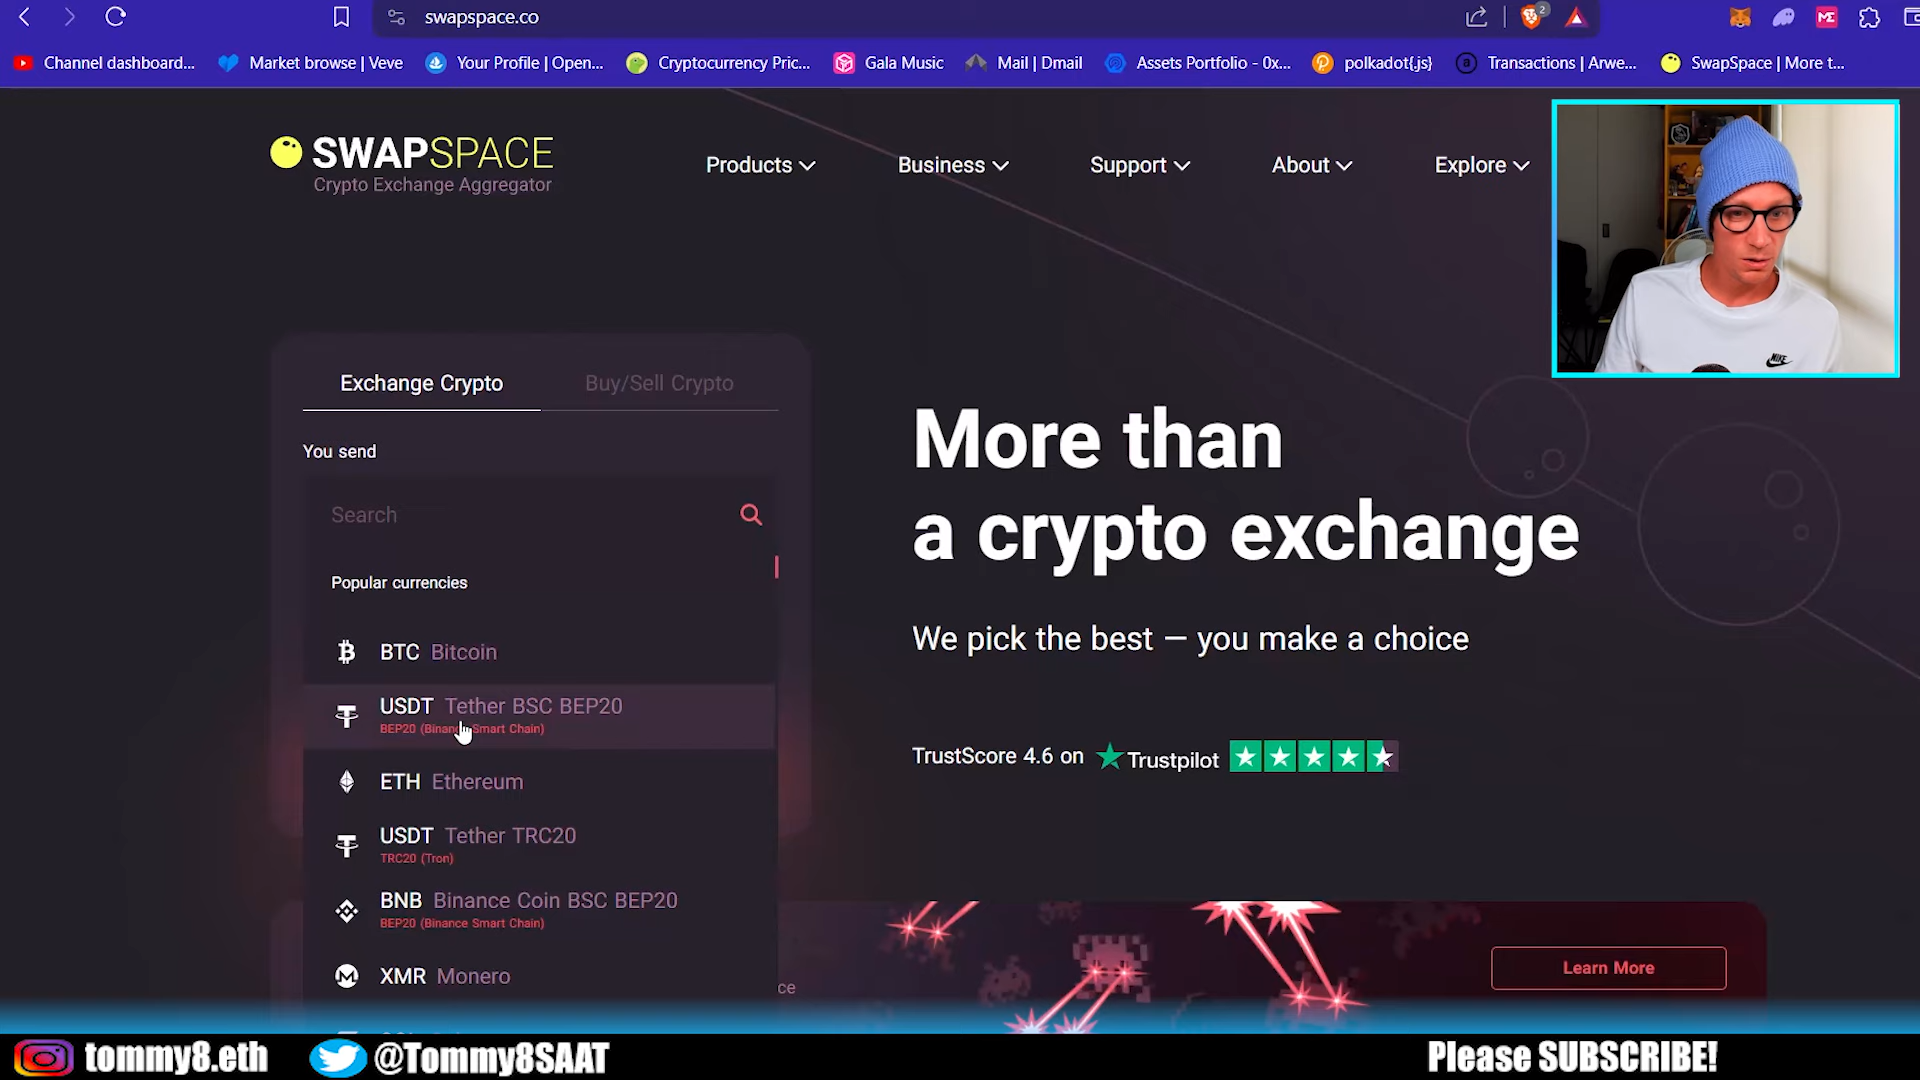 swapspace.co
2
Channel dashboard...
Market browse | Veve
Your Profile | Open...
Cryptocurrency Pric...
Gala Music
Mail | Dmail
Assets Portfolio - 0x...
polkadot{.js}
Transactions | Arwe...
SwapSpace | More t...
SWAPSPACE
Crypto Exchange Aggregator
Products
Business
Support
About
Explore
Exchange Crypto
Buy/Sell Crypto
You send
Search
Popular currencies
BTC Bitcoin
USDT Tether BSC BEP20
BEP20 (Binance Smart Chain)
ETH Ethereum
USDT Tether TRC20
TRC20 (Tron)
BNB Binance Coin BSC BEP20
BEP20 (Binance Smart Chain)
XMR Monero
More than
a crypto exchange
We pick the best — you make a choice
TrustScore 4.6 on Trustpilot
ce
Learn More
NIKE
tommy8.eth
@Tommy8SAAT
Please SUBSCRIBE!